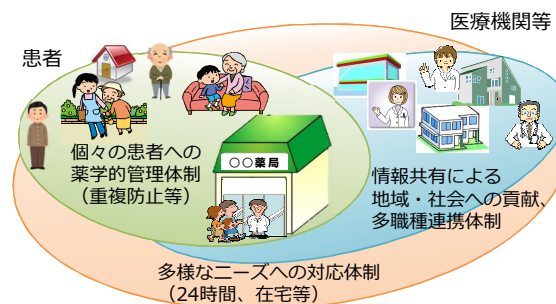 医療機関等
患者
個々の患者への
薬学的管理体制
（重複防止等）
○○薬局
情報共有による
地域・社会への貢献、
多職種連携体制
多様なニーズへの対応体制
（24時間、在宅等）